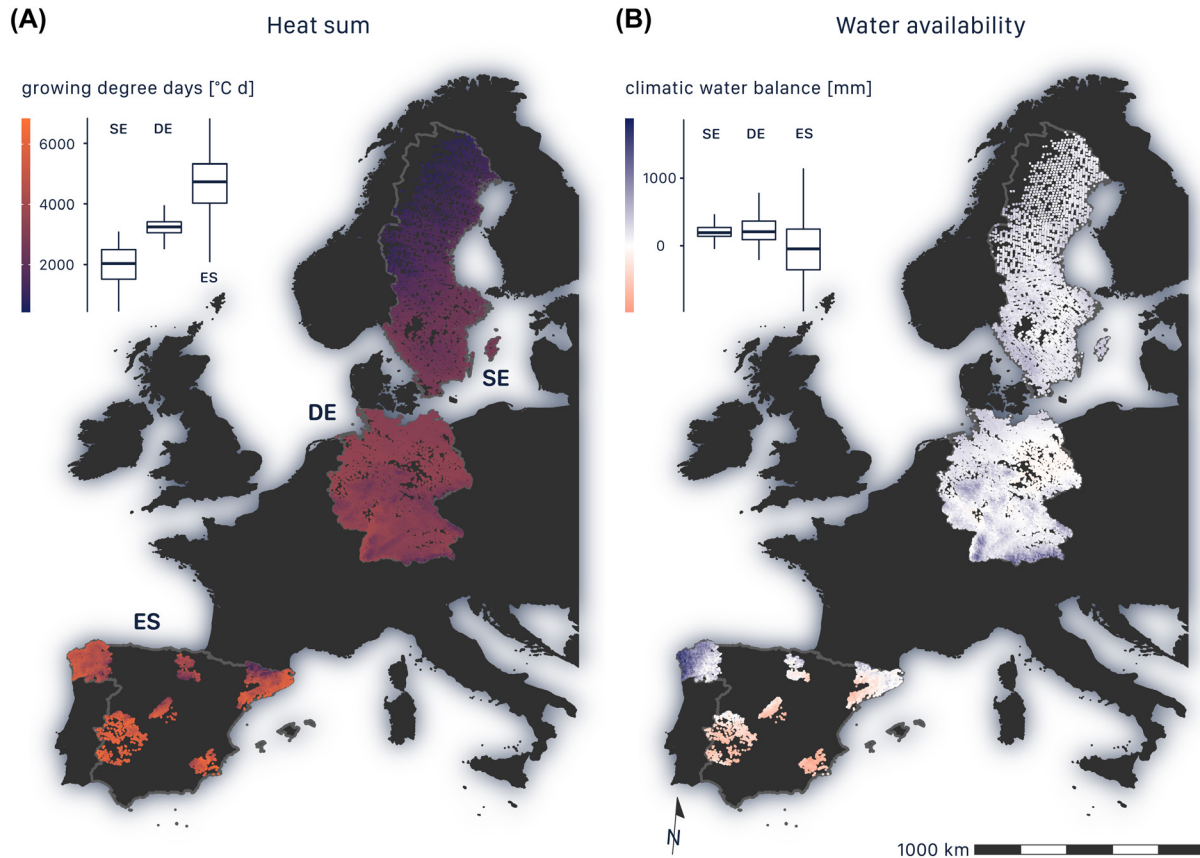 (A)
Heat sum
growing degree days [°C d]
SE
DE
6000
4000
2000
ES
SE
DE
ES
(B)
Water availability
climatic water balance [mm]
SE
DE
ES
1000
0
N
1000 km